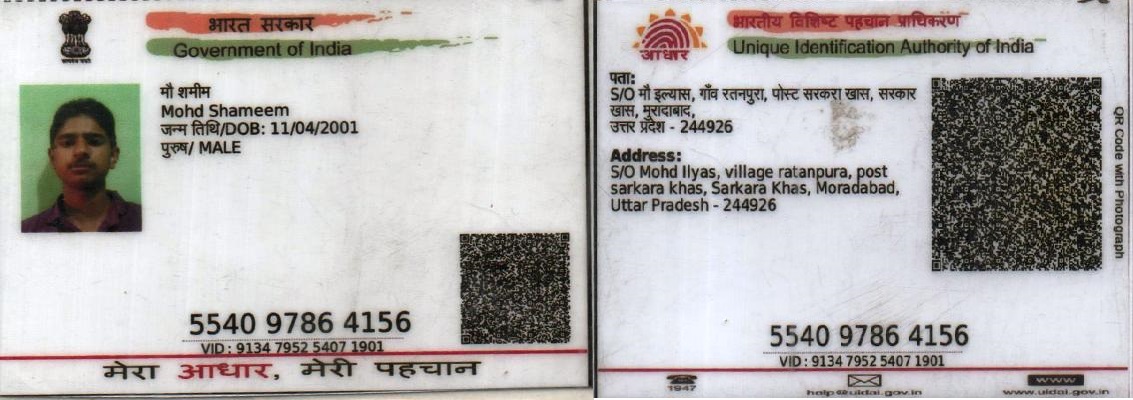 भारत सरकार
Government of India
मौ शमीम
Mohd Shameem
जन्म तिथि/DOB: 11/04/2001
पुरुष/ MALE
5540 9786 4156
VID : 9134 7952 5407 1901
मेरा आधार, मेरी पहचान
भारतीय विशिष्ट पहचान प्राधिकरण
Unique Identification Authority of India
आधार
पता:
S/O मौ इल्यास, गाँव रतनपुरा, पोस्ट सरकरा खास, सरकार
खास, मुरादाबाद,
उत्तर प्रदेश - 244926
Address:
S/O Mohd Ilyas, village ratanpura, post
sarkara khas, Sarkara Khas, Moradabad,
Uttar Pradesh - 244926
QR Code with Photograph
5540 9786 4156
VID : 9134 7952 5407 1901
1947
help@uidai.gov.in
www
www.uidai.gov.in